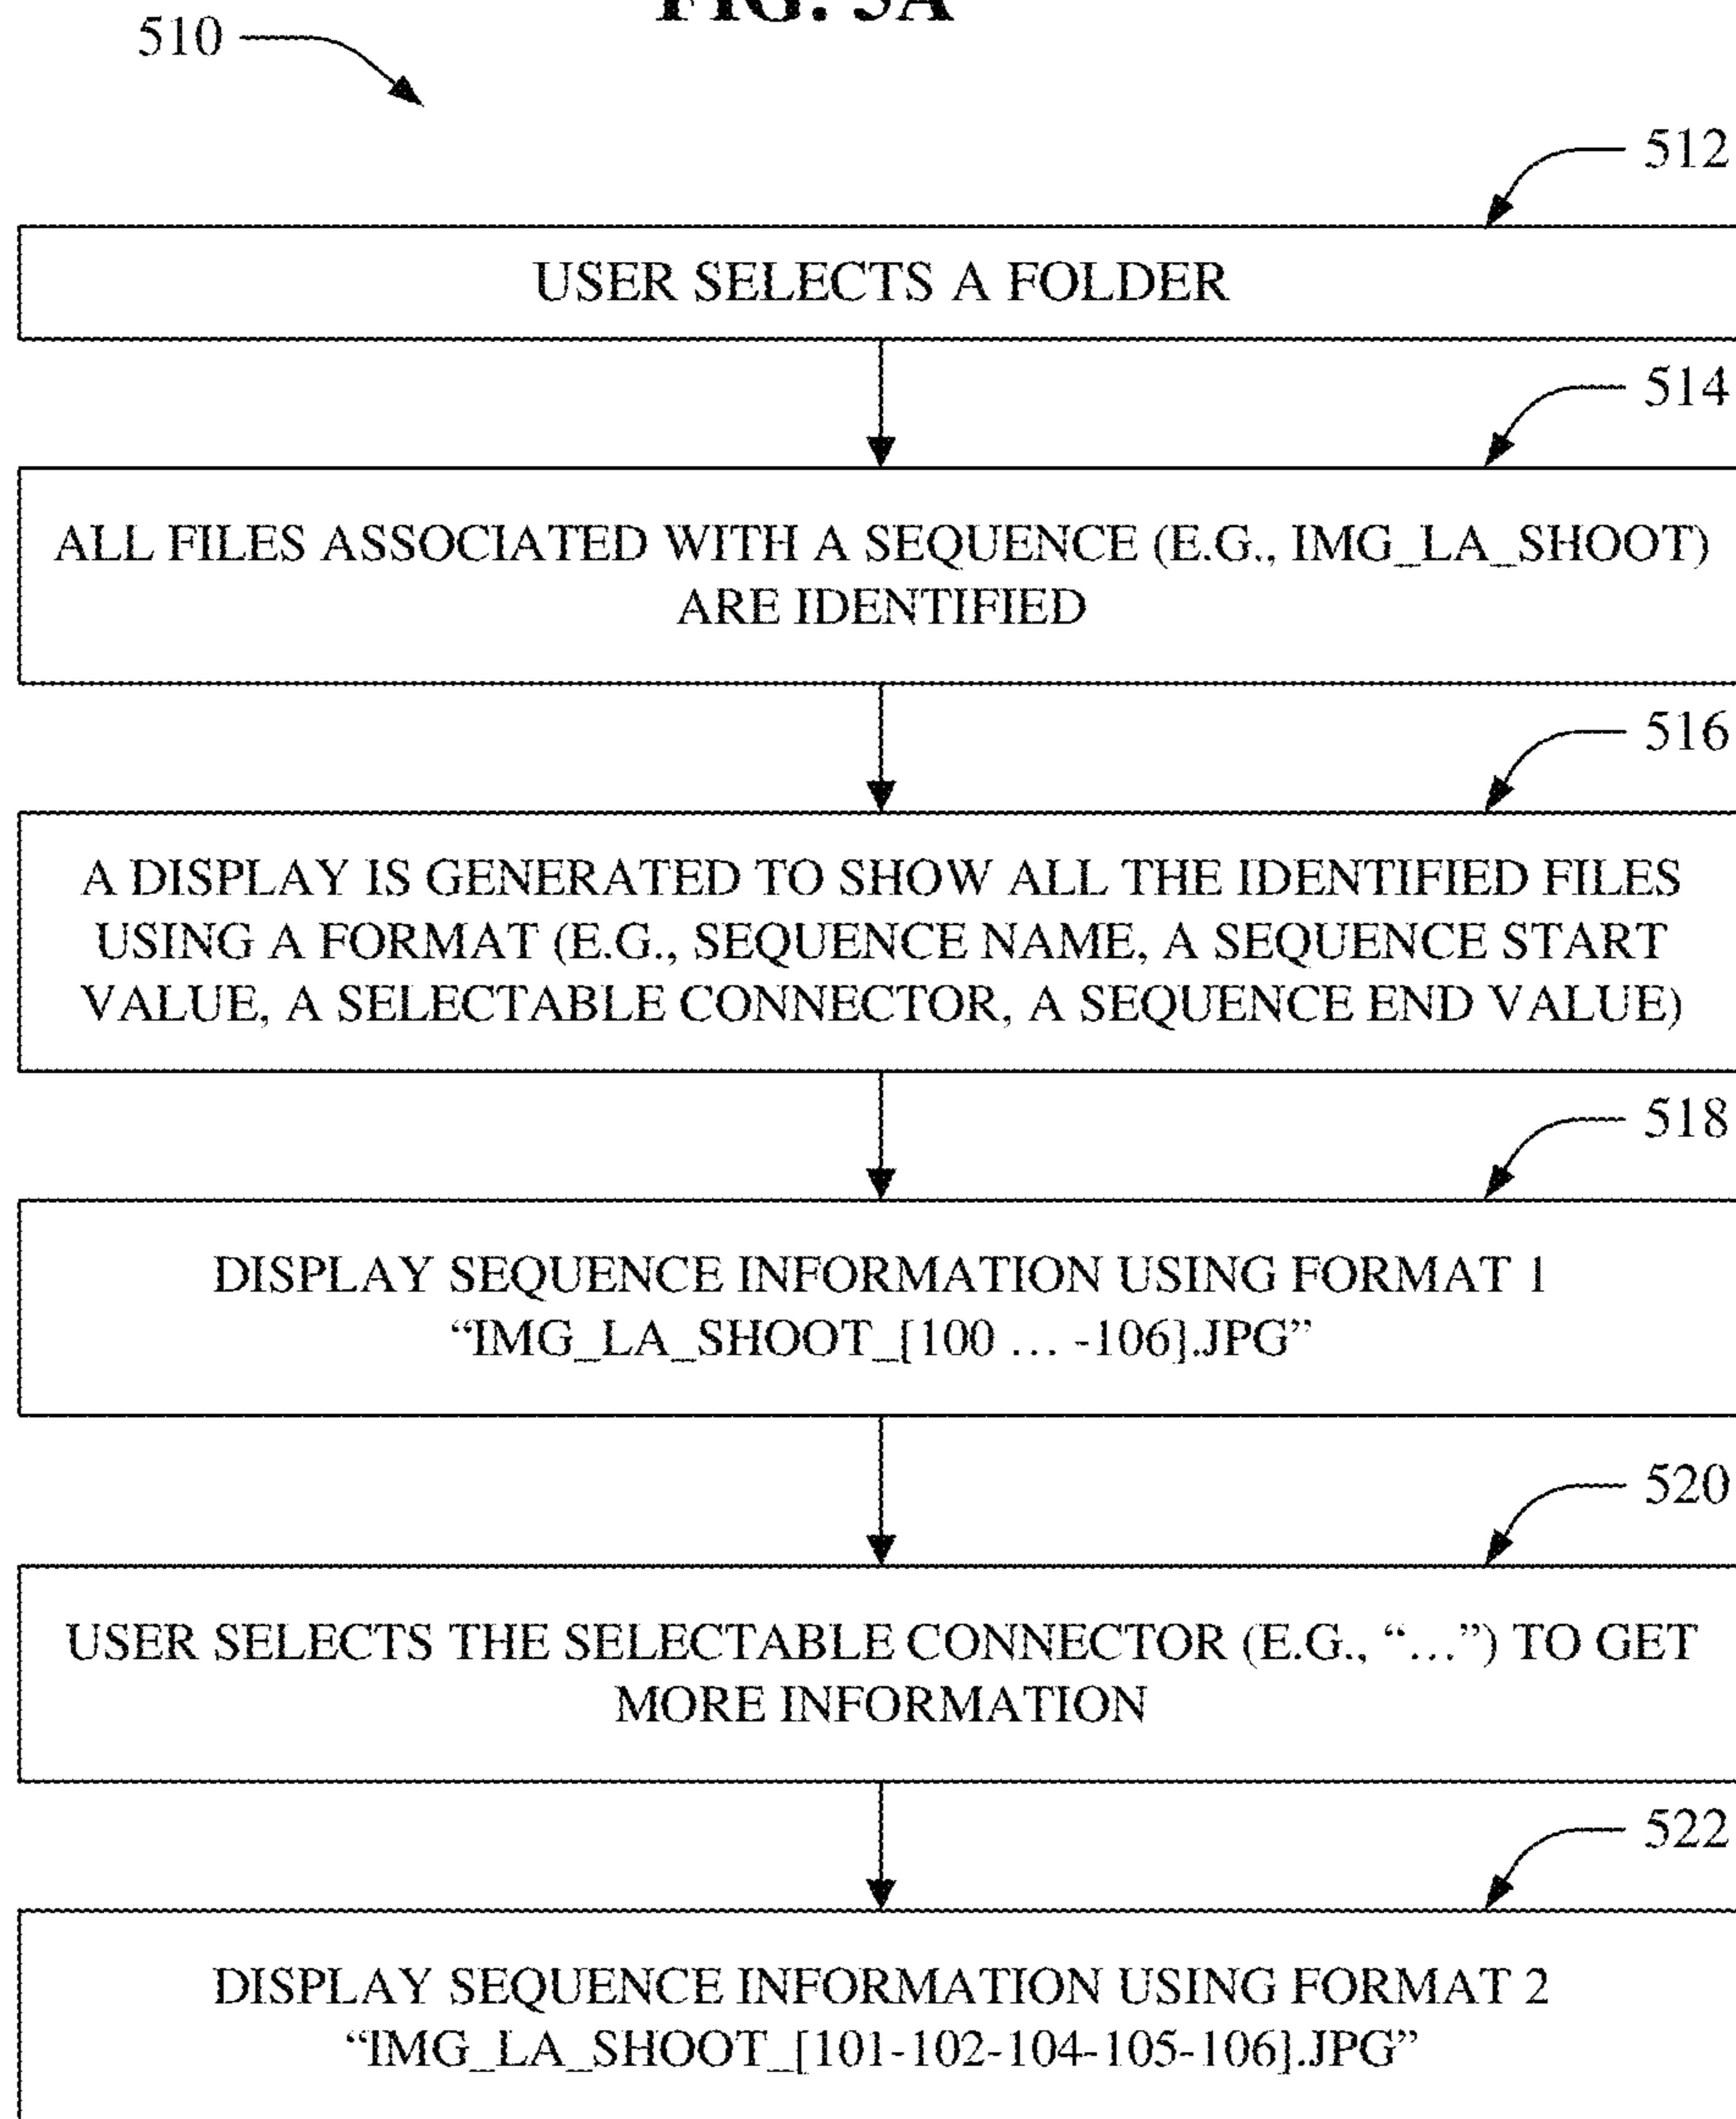 FIG. 5A
510
512
USER SELECTS A FOLDER
514
ALL FILES ASSOCIATED WITH A SEQUENCE (E.G., IMG_LA_SHOOT)
ARE IDENTIFIED
516
A DISPLAY IS GENERATED TO SHOW ALL THE IDENTIFIED FILES
USING A FORMAT (E.G., SEQUENCE NAME, A SEQUENCE START
VALUE, A SELECTABLE CONNECTOR, A SEQUENCE END VALUE)
518
DISPLAY SEQUENCE INFORMATION USING FORMAT 1
“IMG_LA_SHOOT_[100 ... -106].JPG”
520
USER SELECTS THE SELECTABLE CONNECTOR (E.G., “...”) TO GET
MORE INFORMATION
522
DISPLAY SEQUENCE INFORMATION USING FORMAT 2
“IMG_LA_SHOOT_[101-102-104-105-106].JPG”